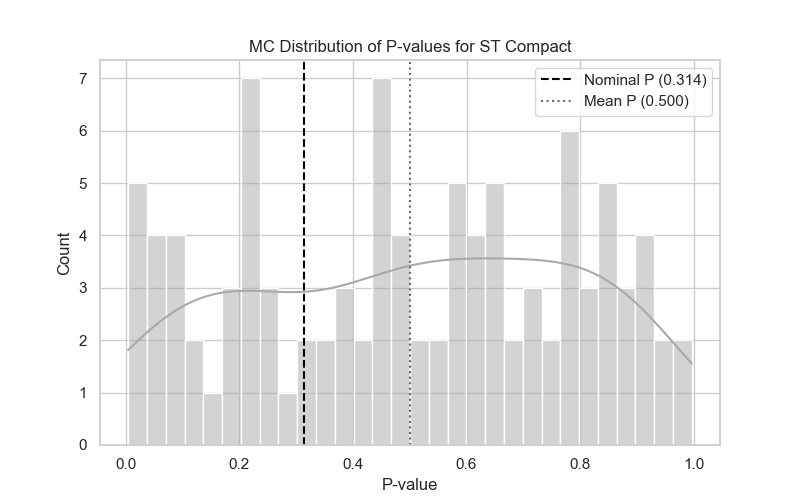 MC Distribution of P-values for ST Compact
Nominal P (0.314)
Mean P (0.500)
Count
7
6
5
4
3
2
1
0
0.0 0.2 0.4 0.6 0.8 1.0
P-value